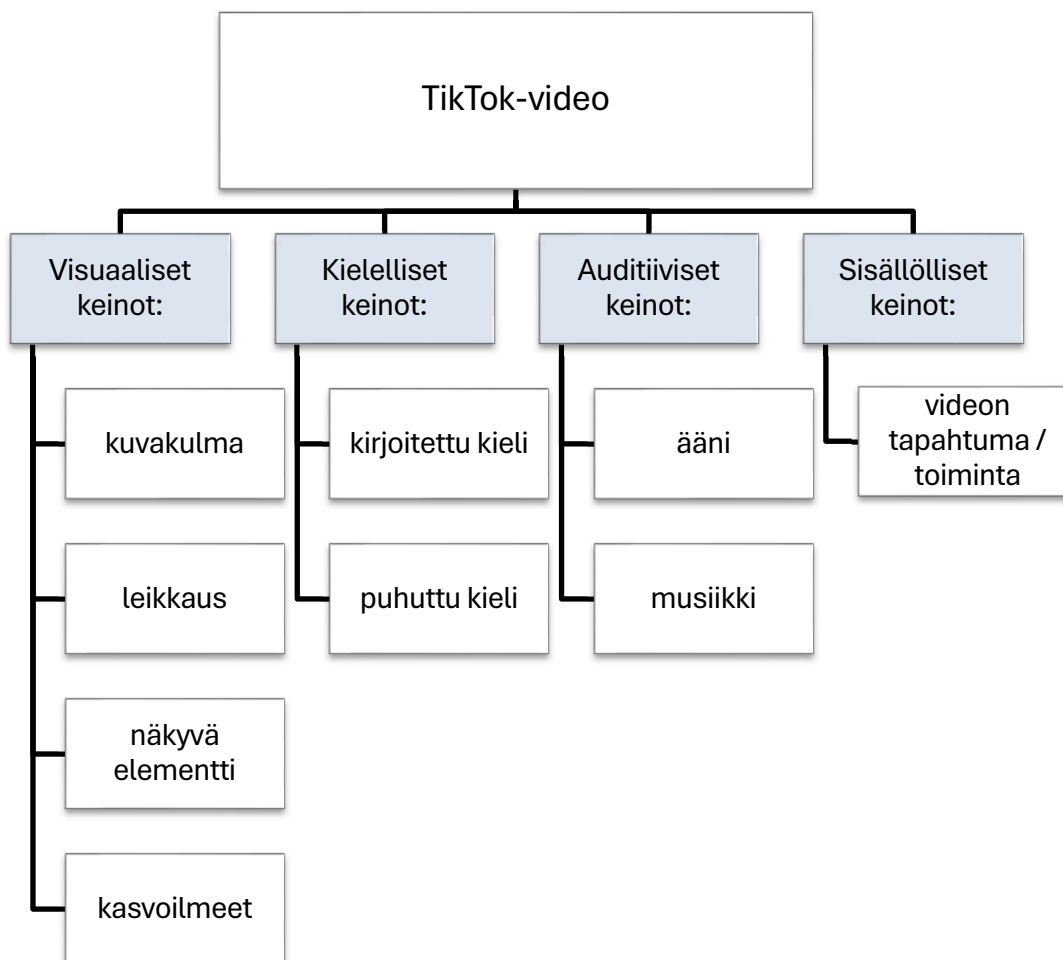 TikTok-video
Visuaaliset
keinot:
kuvakulma
leikkaus
näkyvä
elementti
kasvoilmeet
Kielelliset
keinot:
kirjoitettu kieli
puhuttu kieli
Auditiiviset
keinot:
ääni
musiikki
Sisällölliset
keinot:
videon
tapahtuma /
toiminta